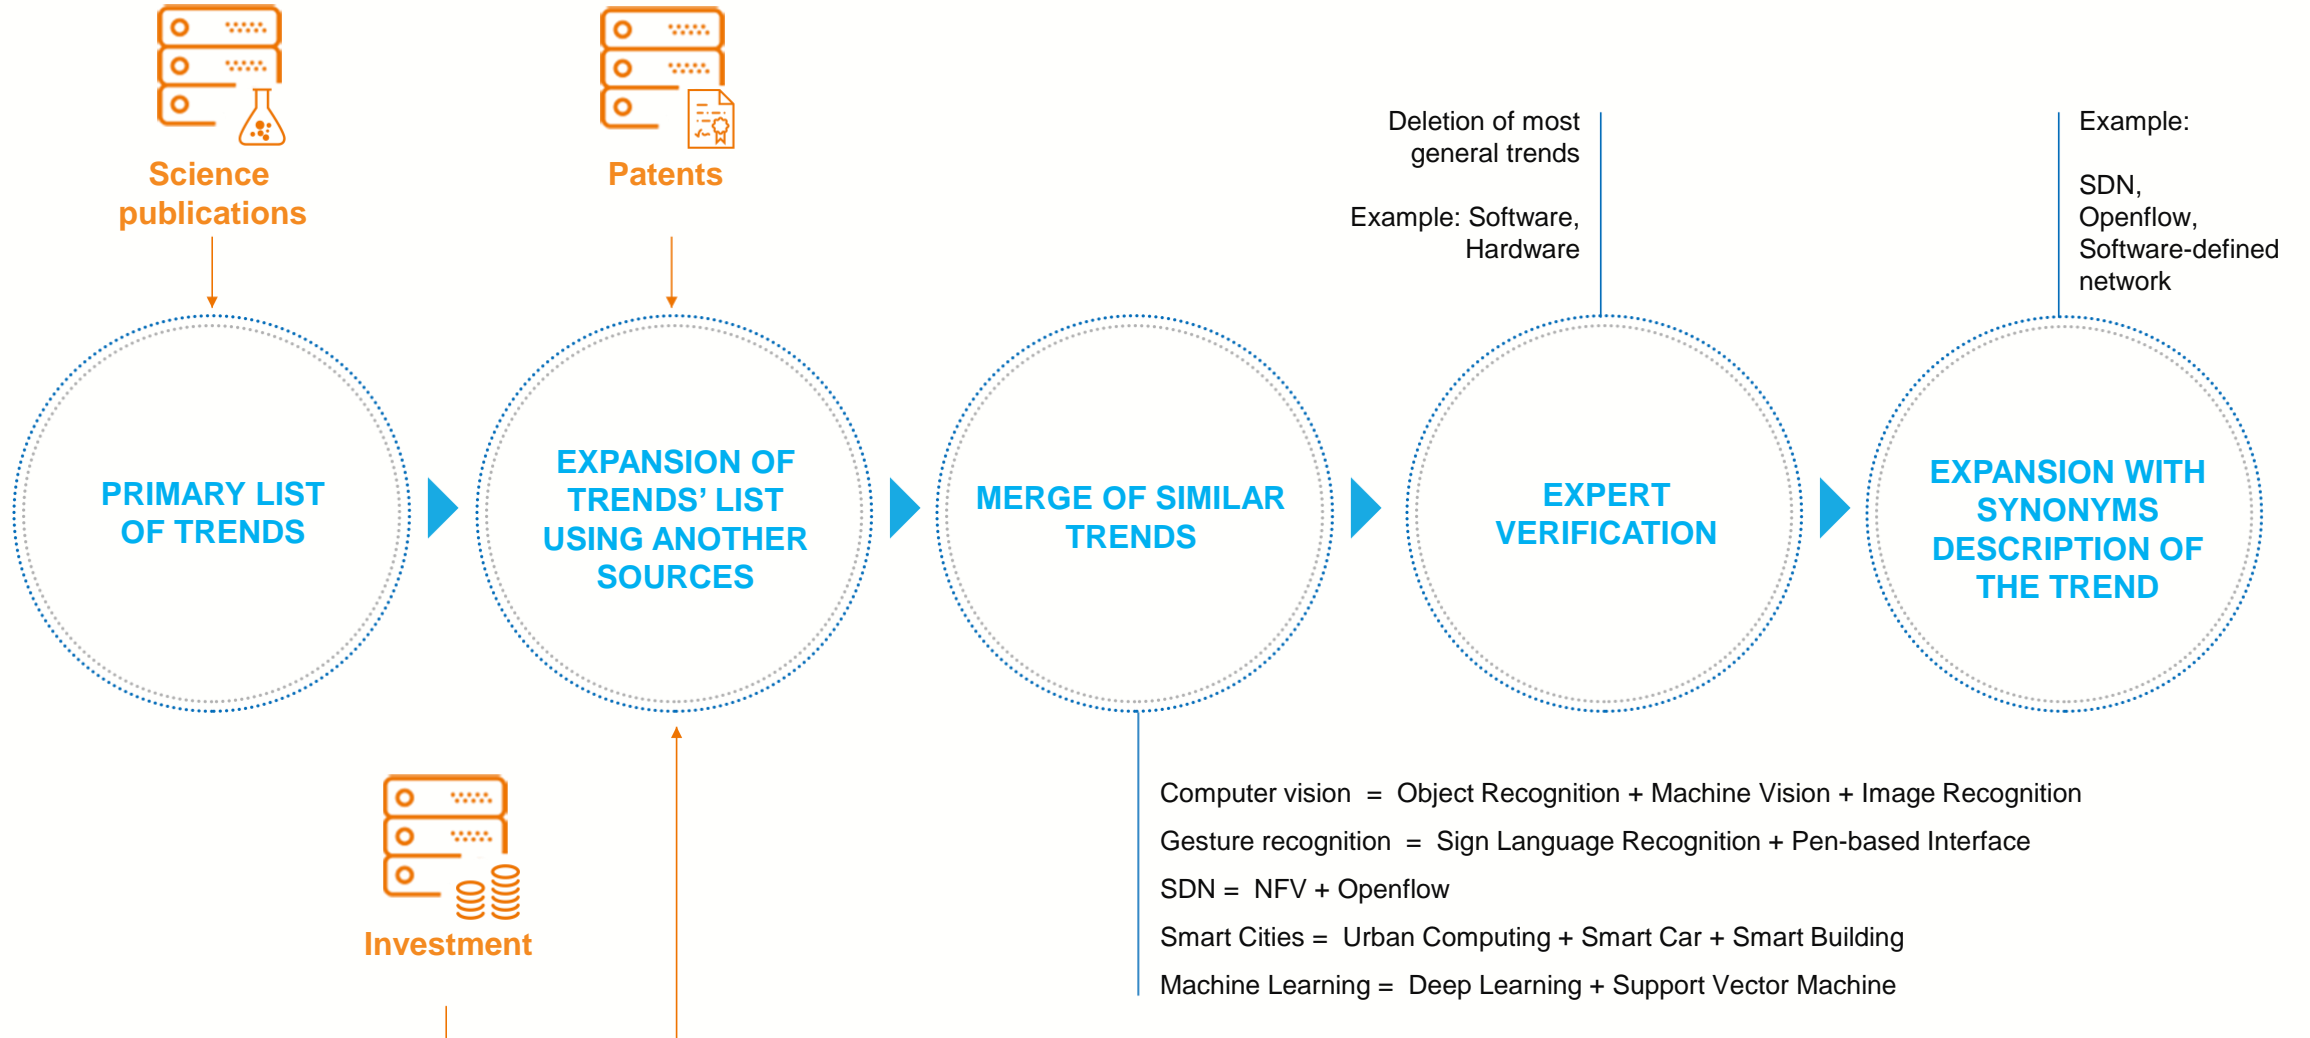 Science
publications
Patents
Deletion of most
general trends
Example: Software,
Hardware
Example:
SDN,
Openflow,
Software-defined
network
PRIMARY LIST
OF TRENDS
EXPANSION OF
TRENDS’ LIST
USING ANOTHER
SOURCES
MERGE OF SIMILAR
TRENDS
EXPERT
VERIFICATION
EXPANSION WITH
SYNONYMS
DESCRIPTION OF
THE TREND
Investment
Computer vision = Object Recognition + Machine Vision + Image Recognition
Gesture recognition = Sign Language Recognition + Pen-based Interface
SDN = NFV + Openflow
Smart Cities = Urban Computing + Smart Car + Smart Building
Machine Learning = Deep Learning + Support Vector Machine